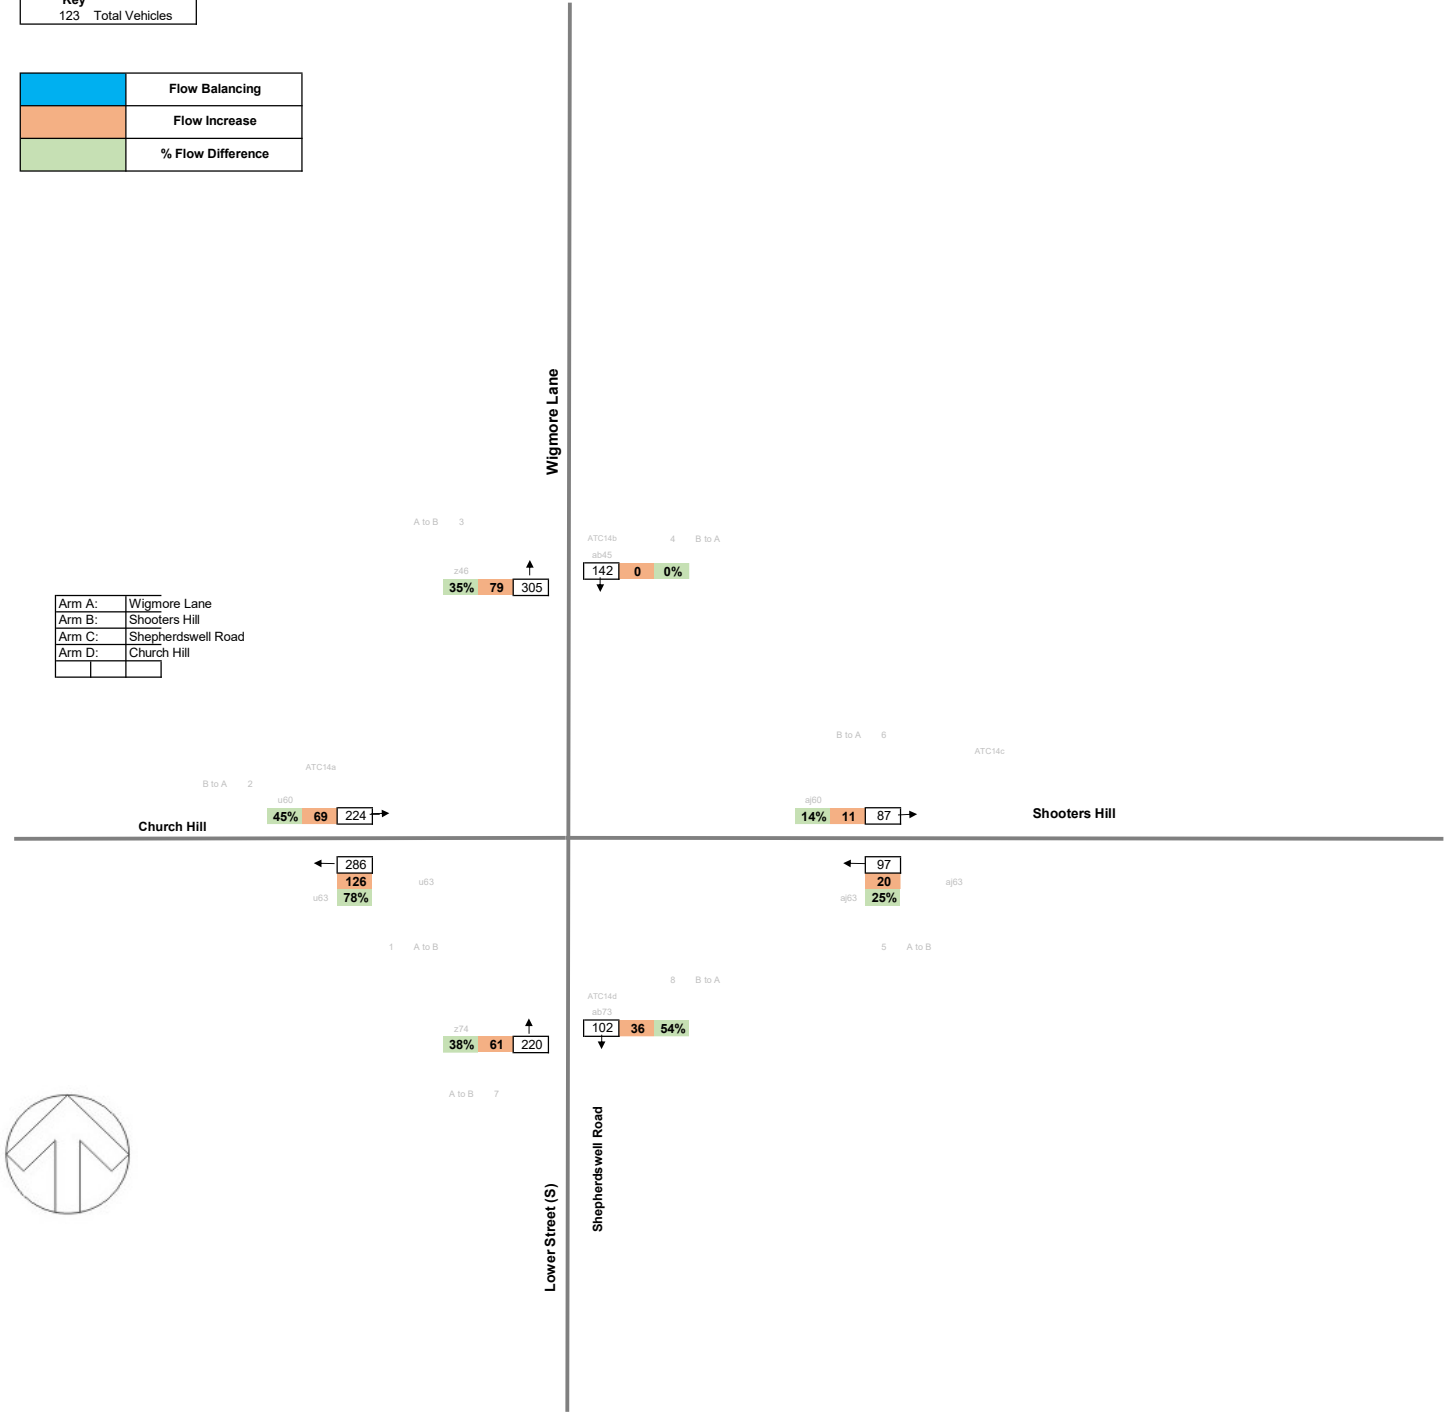 Key
123 Total Vehicles
Flow Balancing
Flow Increase
% Flow Difference
Wigmore Lane
A to B 3
ATC14b 4 B to A
ab45
z46
142 0 0%
35% 79 305
Arm A: Wigmore Lane
Arm B: Shooters Hill
Arm C: Shepherdswell Road
Arm D: Church Hill
B to A 6
ATC14c
ATC14a
B to A 2
u60
aj60
45% 69 224
14% 11 87
Shooters Hill
Church Hill
286
97
126 u63
20 aj63
u63 78%
aj63 25%
1 A to B
5 A to B
8 B to A
ATC14d
ab73
z74
102 36 54%
38% 61 220
A to B 7
Shepherdswell Road
Lower Street (S)